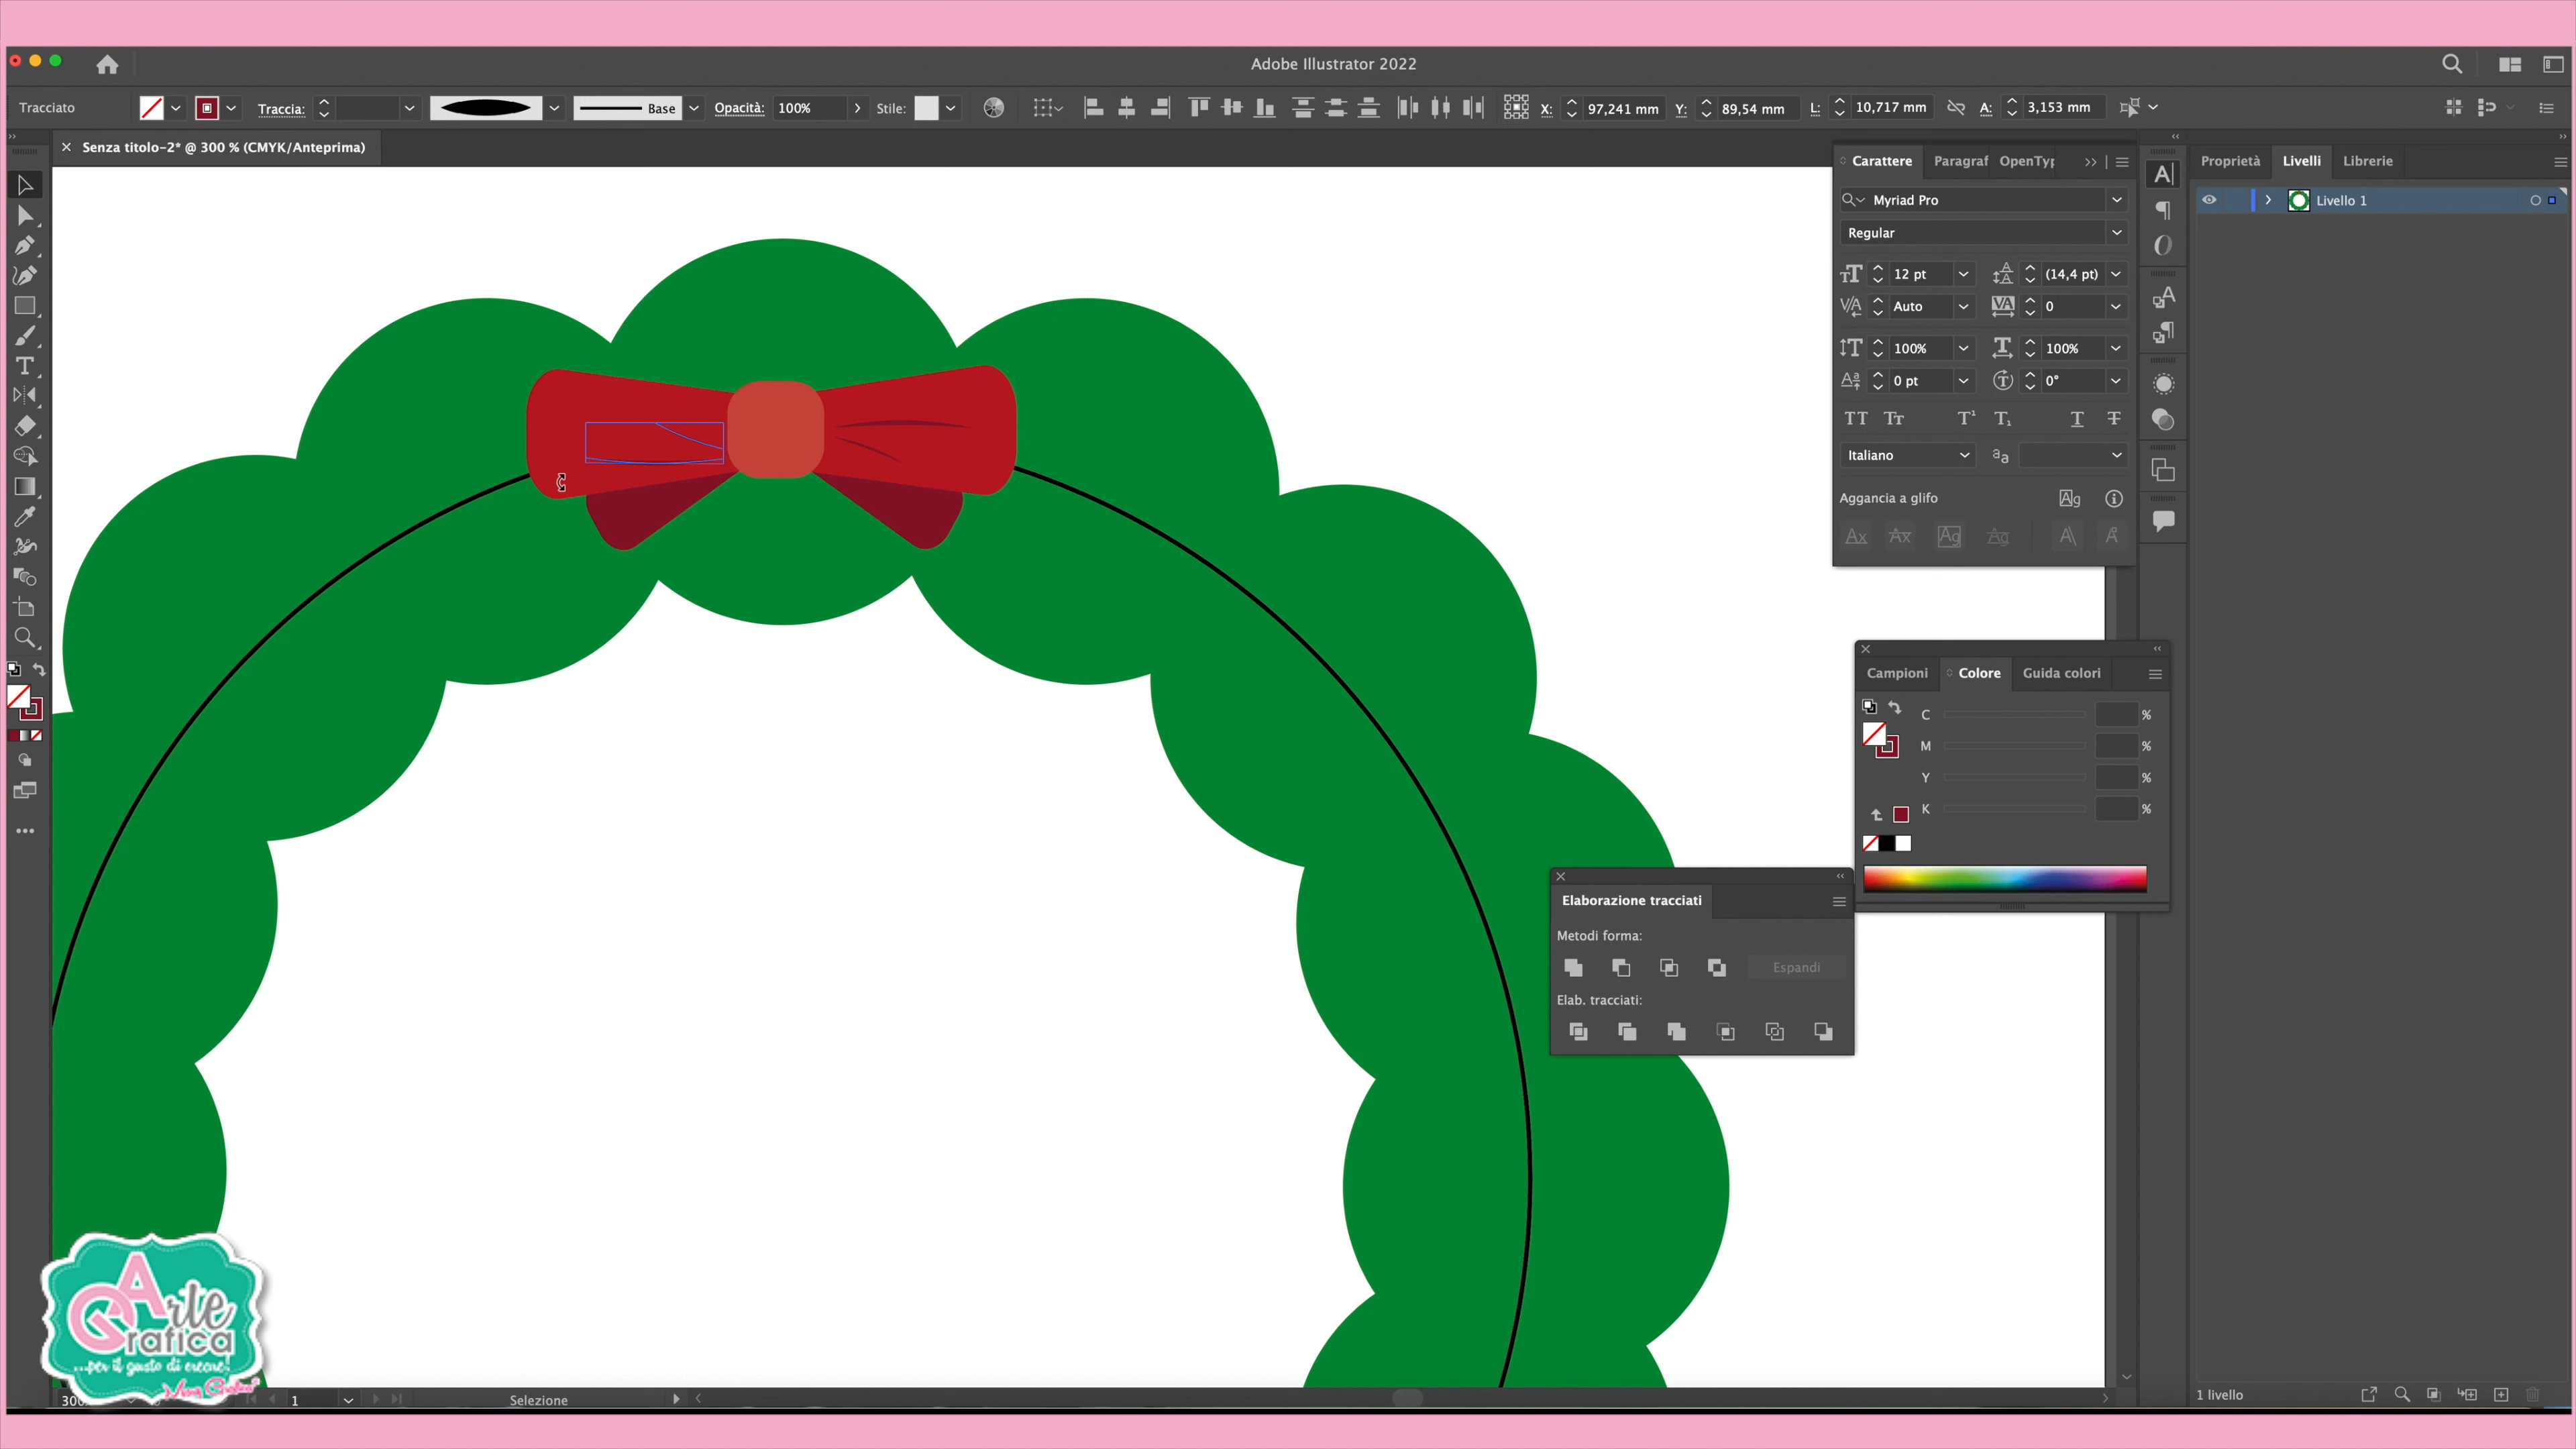 Adobe Illustrator 2022
Tracciato
Traccia:
Base
Opacità:
100%
Stile:
X:
97,241 mm
Y:
89,54 mm
L:
10,717 mm
A:
3,153 mm
Senza titolo-2* @ 300 % (CMYK/Anteprima)
Carattere
Paragraf
OpenTyp
Proprietà
Livelli
Librerie
Myriad Pro
Livello 1
Regular
12 pt
(14,4 pt)
Auto
0
100%
100%
0 pt
0°
Italiano
Aggancia a glifo
Campioni
Colore
Guida colori
C
%
M
%
Y
%
K
%
Elaborazione tracciati
Metodi forma:
Espandi
Elab. tracciati:
Arte
Grafica
...per il gusto di creare!
1
Selezione
1 livello